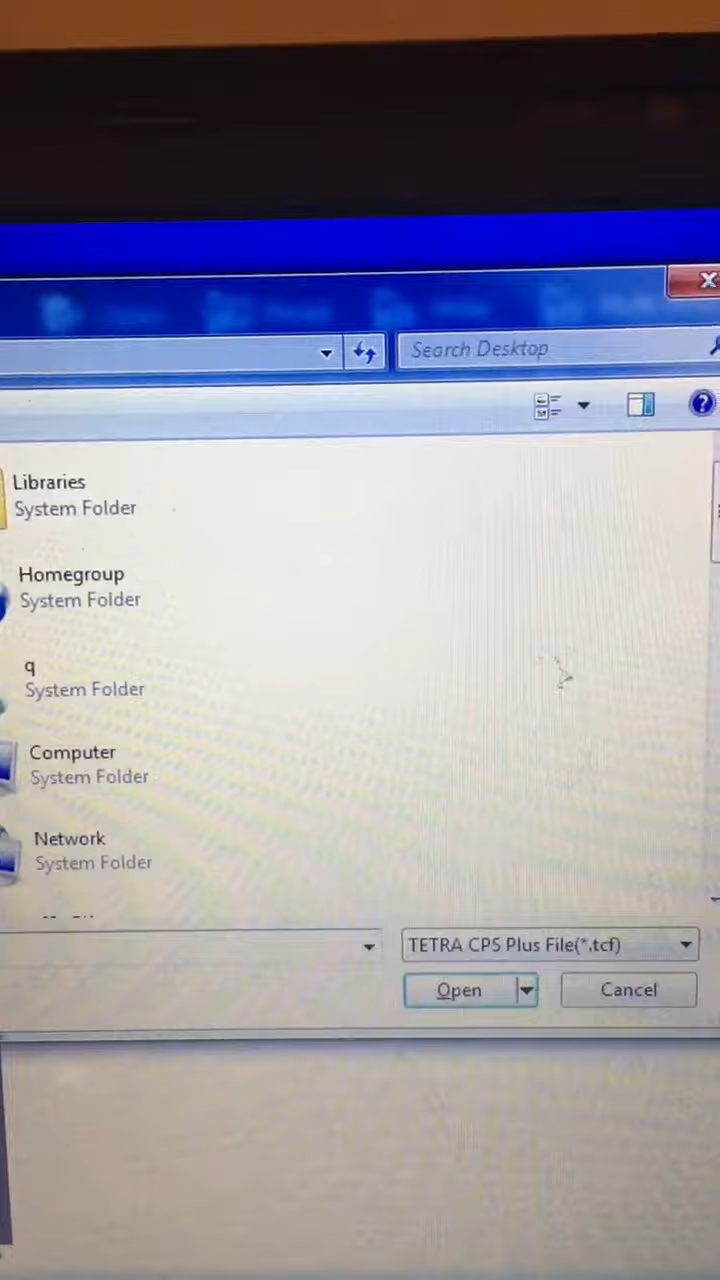 Search Desktop
Libraries
System Folder
Homegroup
System Folder
q
System Folder
Computer
System Folder
Network
System Folder
TETRA CPS Plus File(*.tcf)
Open
Cancel